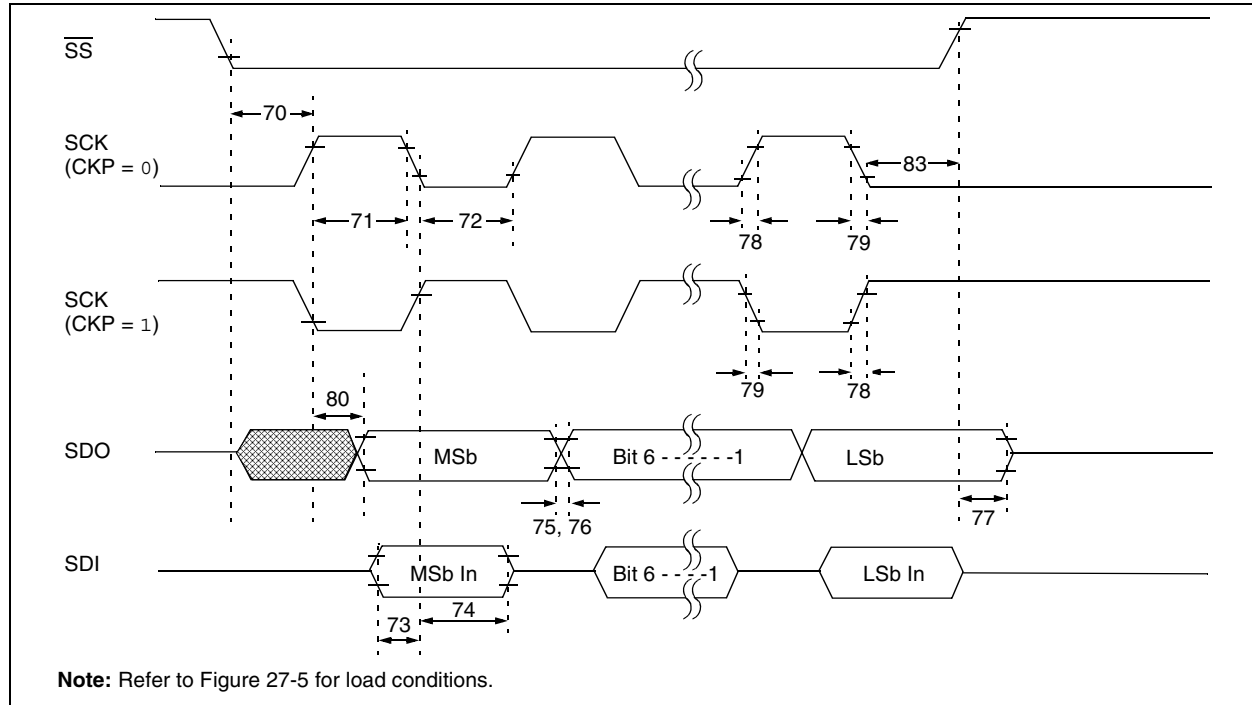 SS
70
SCK
(CKP = 0)
83
71
72
78
79
SCK
(CKP = 1)
79
78
80
SDO
MSb
Bit 6 - - - - - - -1
LSb
75, 76
77
SDI
MSb In
Bit 6 - - - - -1
LSb In
73
74
Note: Refer to Figure 27-5 for load conditions.